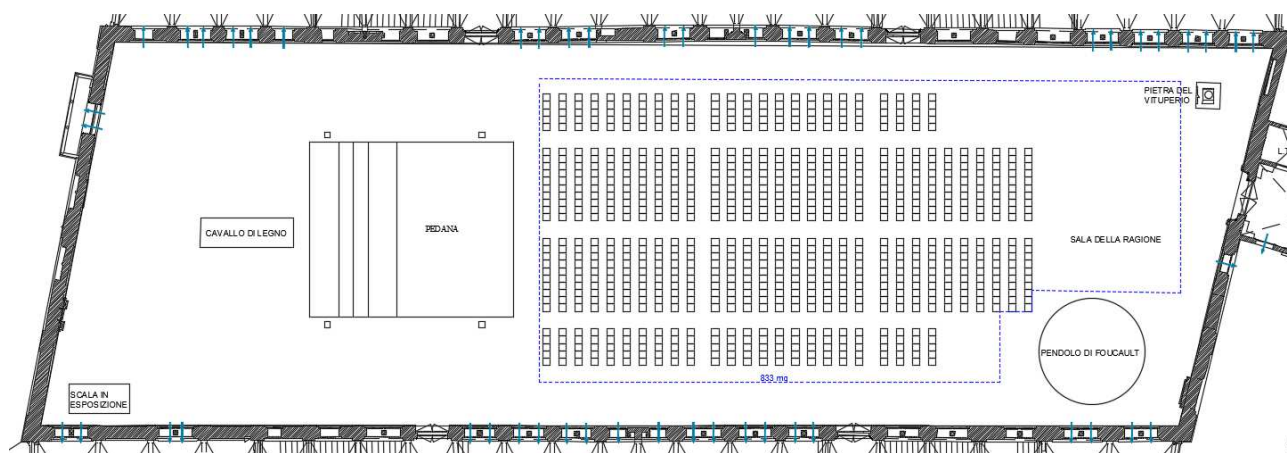 PIETRA DEL
VITUPERIO
CAVALLO DI LEGNO
PEDANA
SALA DELLA RAGIONE
PENDOLO DI FOUCAULT
833 mq
SCALA IN
ESPOSIZIONE